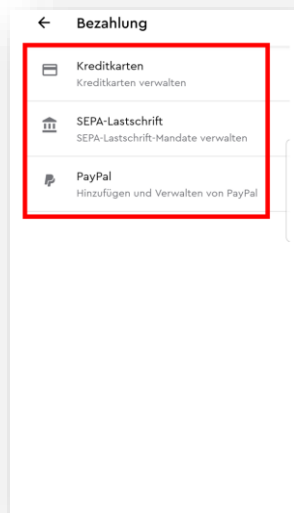 Bezahlung
Kreditkarten
Kreditkarten verwalten
SEPA-Lastschrift
SEPA-Lastschrift-Mandate verwalten
PayPal
Hinzufügen und Verwalten von PayPal